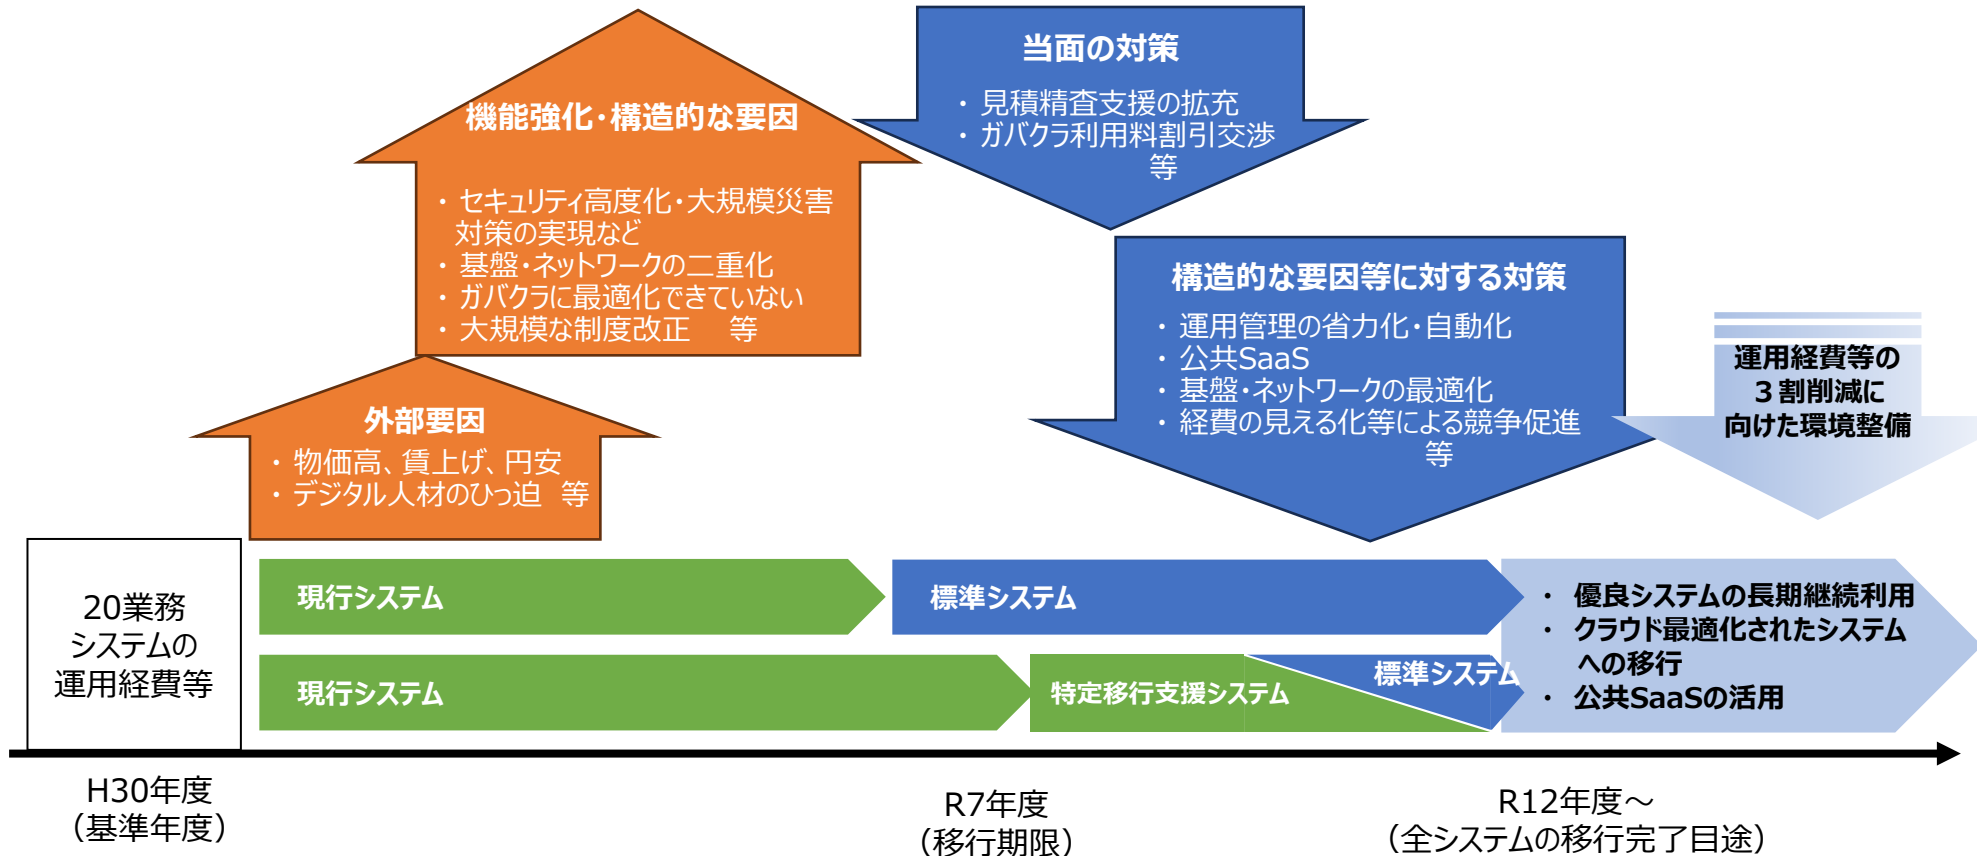 機能強化・構造的な要因
・ セキュリティ高度化・大規模災害
対策の実現など
・ 基盤・ネットワークの二重化
・ ガバクラに最適化できていない
・ 大規模な制度改正　等
外部要因
・ 物価高、賃上げ、円安
・ デジタル人材のひっ迫　等
当面の対策
・ 見積精査支援の拡充
・ ガバクラ利用料割引交渉
等
構造的な要因等に対する対策
・ 運用管理の省力化・自動化
・ 公共SaaS
・ 基盤・ネットワークの最適化
・ 経費の見える化等による競争促進
等
運用経費等の
３割削減に
向けた環境整備
20業務
システムの
運用経費等
現行システム
標準システム
現行システム
特定移行支援システム
標準システム
・ 優良システムの長期継続利用
・ クラウド最適化されたシステム
への移行
・ 公共SaaSの活用
H30年度
（基準年度）
R7年度
（移行期限）
R12年度～
（全システムの移行完了目途）